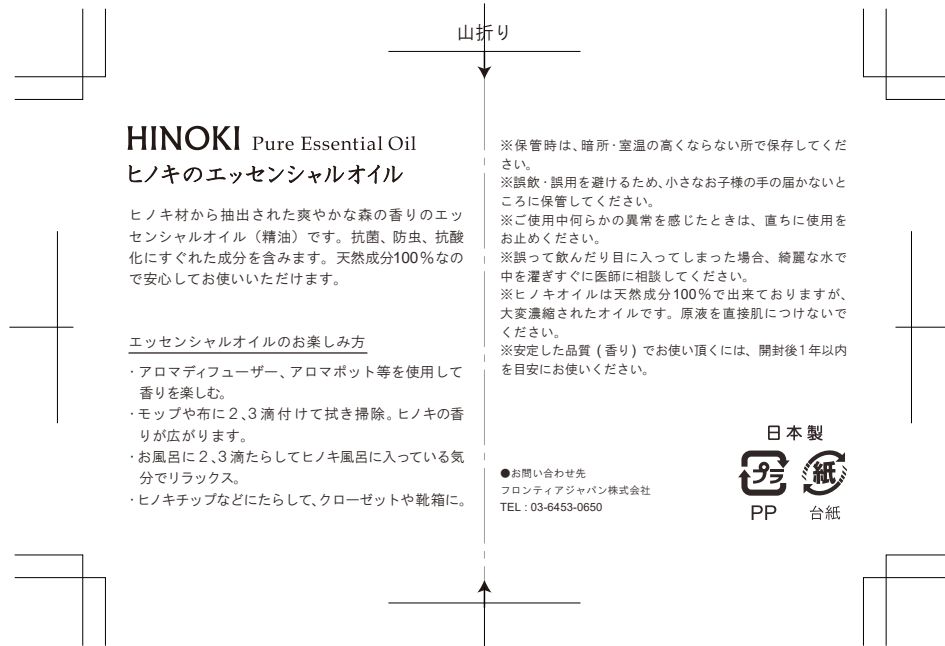 山折り
HINOKI Pure Essential Oil
ヒノキのエッセンシャルオイル
ヒノキ材から抽出された爽やかな森の香りのエッ
センシャルオイル（精油）です。抗菌、防虫、抗酸
化にすぐれた成分を含みます。天然成分100％なの
で安心してお使いいただけます。
エッセンシャルオイルのお楽しみ方
・アロマディフューザー、アロマポット等を使用して
香りを楽しむ。
・モップや布に2、3滴付けて拭き掃除。ヒノキの香
りが広がります。
・お風呂に2、3滴たらしてヒノキ風呂に入っている気
分でリラックス。
・ヒノキチップなどにたらして、クローゼットや靴箱に。
※保管時は、暗所・室温の高くならない所で保存してくだ
さい。
※誤飲・誤用を避けるため、小さなお子様の手の届かないと
ころに保管してください。
※ご使用中何らかの異常を感じたときは、直ちに使用を
お止めください。
※誤って飲んだり目に入ってしまった場合、綺麗な水で
中を濯ぎすぐに医師に相談してください。
※ヒノキオイルは天然成分100％で出来ておりますが、
大変濃縮されたオイルです。原液を直接肌につけないで
ください。
※安定した品質 ( 香り ) でお使い頂くには、開封後1年以内
を目安にお使いください。
●お問い合わせ先
フロンティアジャパン株式会社
TEL : 03-6453-0650
日本製
プラ 紙
PP 台紙